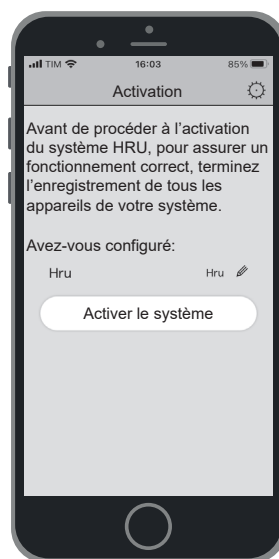 TIM 16:03 85%
Activation
Avant de procéder à l'activation
du système HRU, pour assurer un
fonctionnement correct, terminez
l'enregistrement de tous les
appareils de votre système.
Avez-vous configuré:
Hru Hru
Activer le système